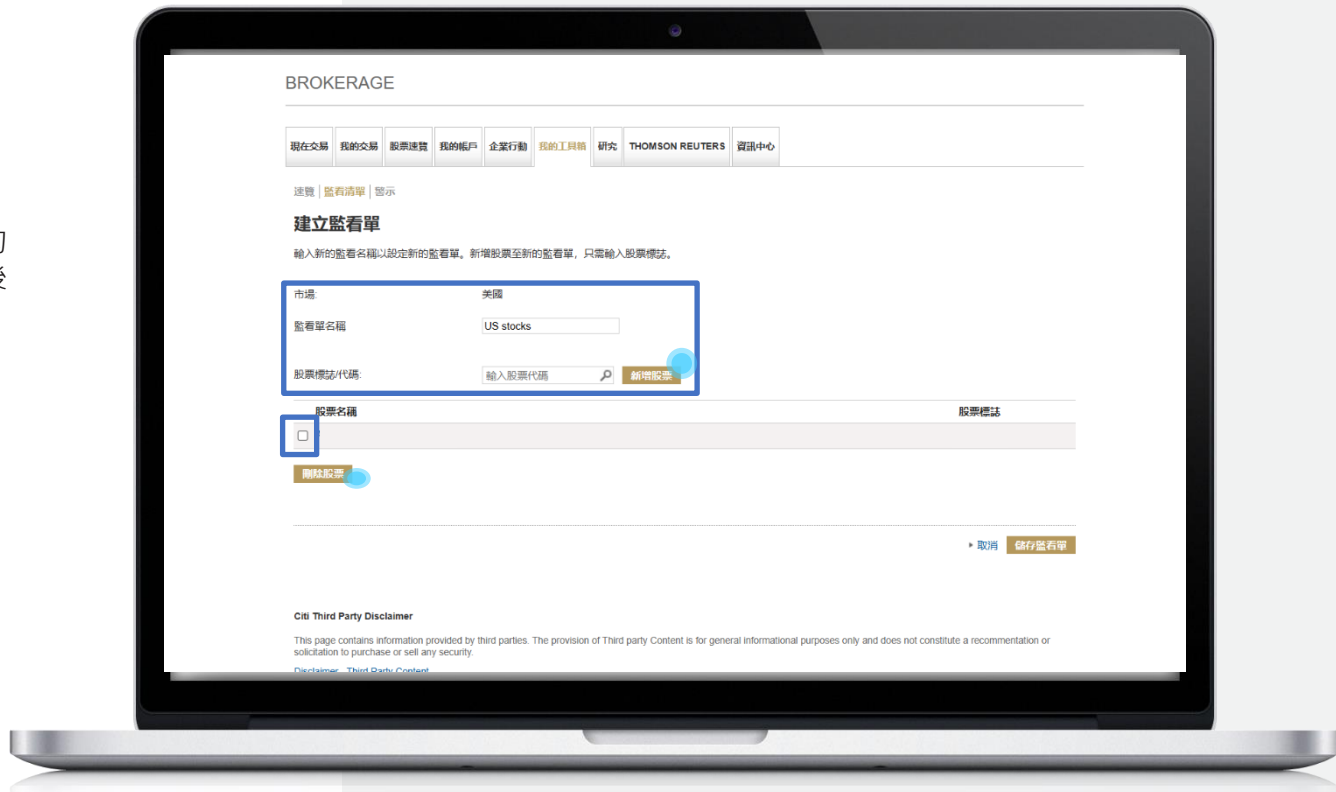 後
BROKERAGE
現在交易 我的交易 股票速覽 我的帳戶 企業行動 我的工具箱 研究 THOMSON REUTERS 資訊中心
速覽 | 監看清單 | 警示
建立監看單
輸入新的監看名稱以設定新的監看單。新增股票至新的監看單，只需輸入股票標誌。
市場: 美國
監看單名稱 US stocks
股票標誌/代碼: 輸入股票代碼 新增股票
股票名稱 股票標誌
刪除股票
取消 儲存監看單
Citi Third Party Disclaimer
This page contains information provided by third parties. The provision of Third party Content is for general informational purposes only and does not constitute a recommendation or
solicitation to purchase or sell any security.
Disclaimer - Third Party Content